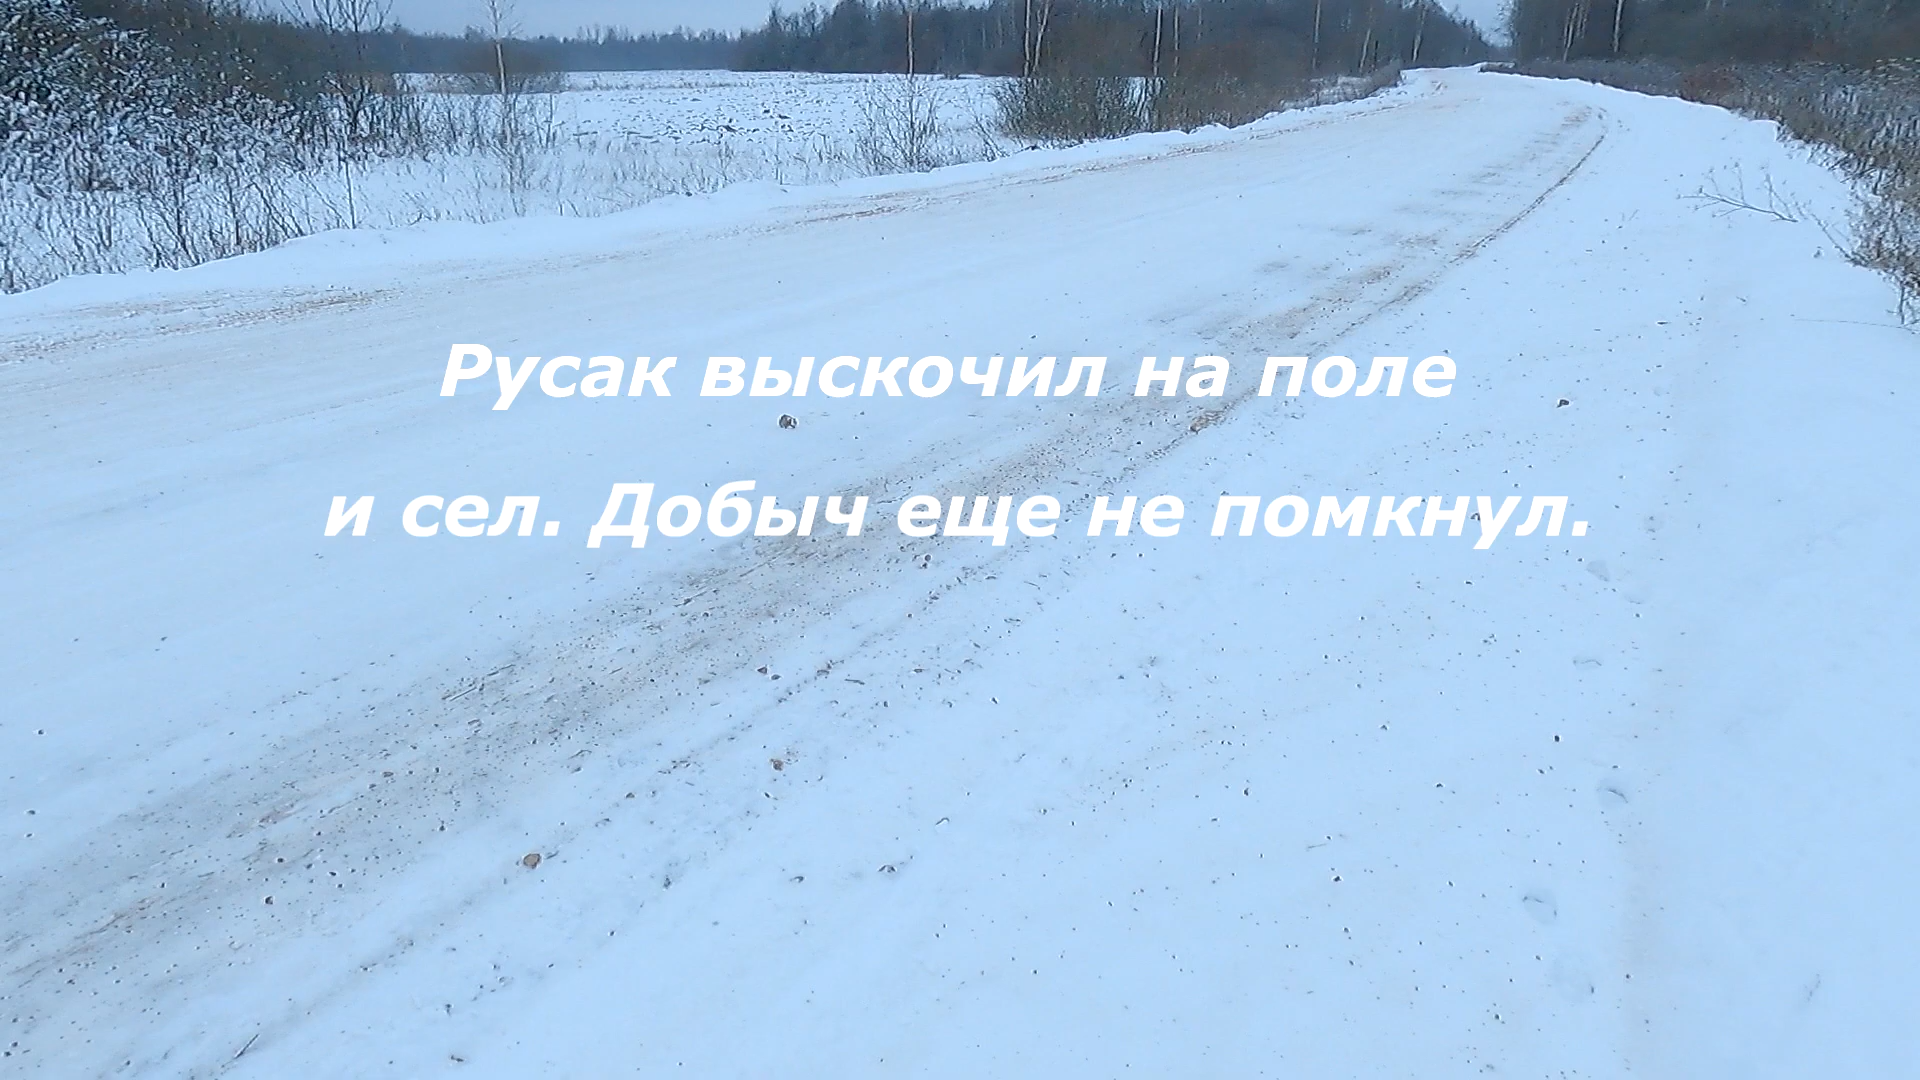 Русак выскочил на поле
и сел. Добыч еще не помкнул.